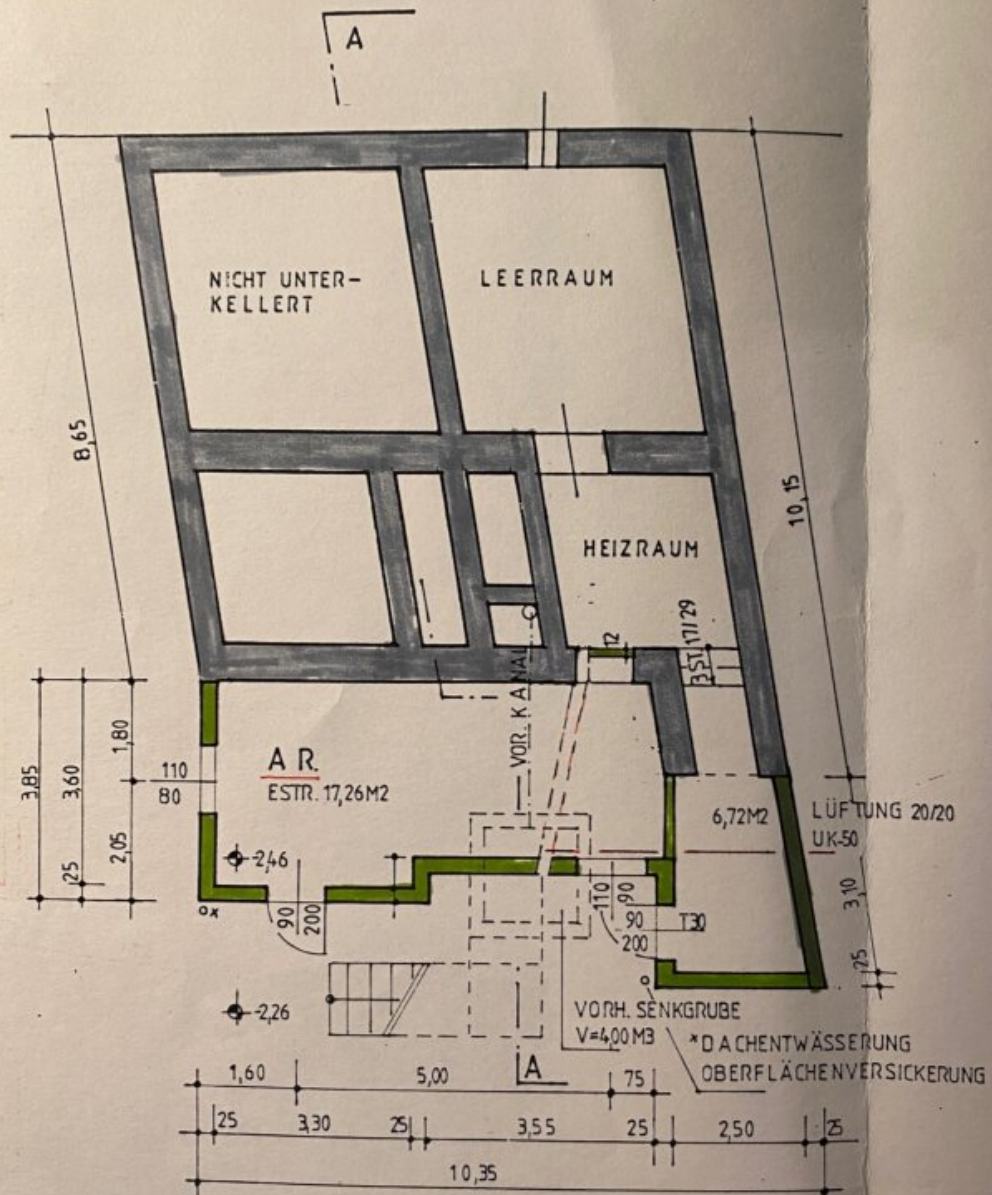 A
NICHT UNTER-
KELLERT
LEERRAUM
8,65
10,15
HEIZRAUM
12
3ST 17/29
VOR. KANAL
3,85
3,60
25
1,80
2,05
110
80
A R.
ESTR. 17,26M2
6,72M2
LÜFTUNG 20/20
UK-50
-2,46
90
200
110
90
90
200
T30
3,10
25
o*
-2,26
VORH. SENKGRUBE
V=4,00 M3
*DACHENTWÄSSERUNG
OBERFLÄCHENVERSICKERUNG
A
1,60
5,00
75
25
3,30
25
3,55
25
2,50
25
10,35